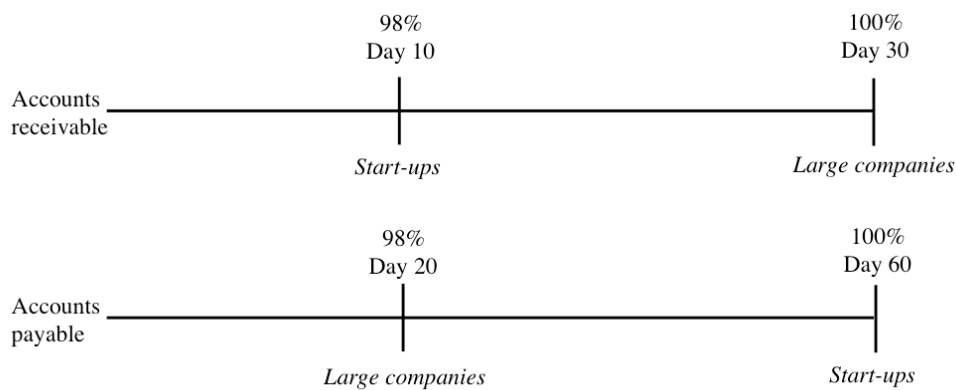 98%
Day 10
100%
Day 30
Accounts
receivable
Start-ups
Large companies
98%
Day 20
100%
Day 60
Accounts
payable
Large companies
Start-ups